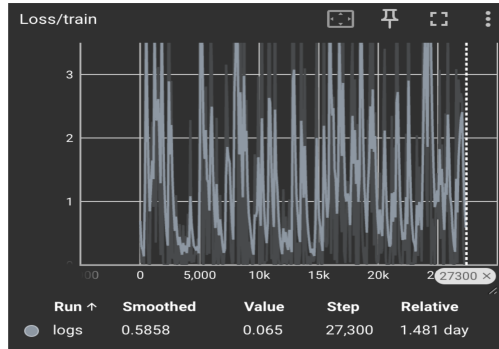 Loss/train
3
2
1
0 5,000 10k 15k 20k 27300 ×
Run ↑ Smoothed Value Step Relative
logs 0.5858 0.065 27,300 1.481 day